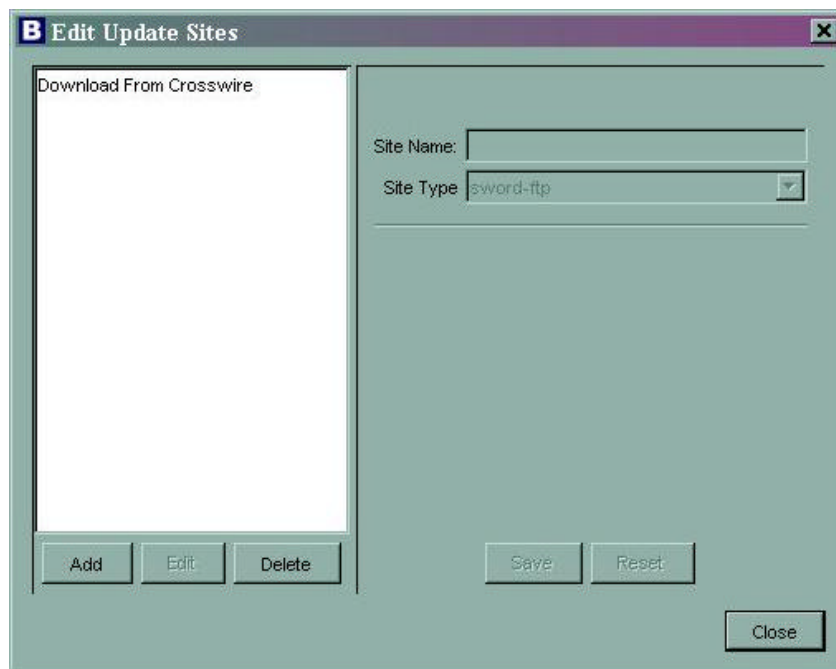 B Edit Update Sites
Download From Crosswire
Site Name:
Site Type sword-ftp
Add Edit Delete
Save Reset
Close